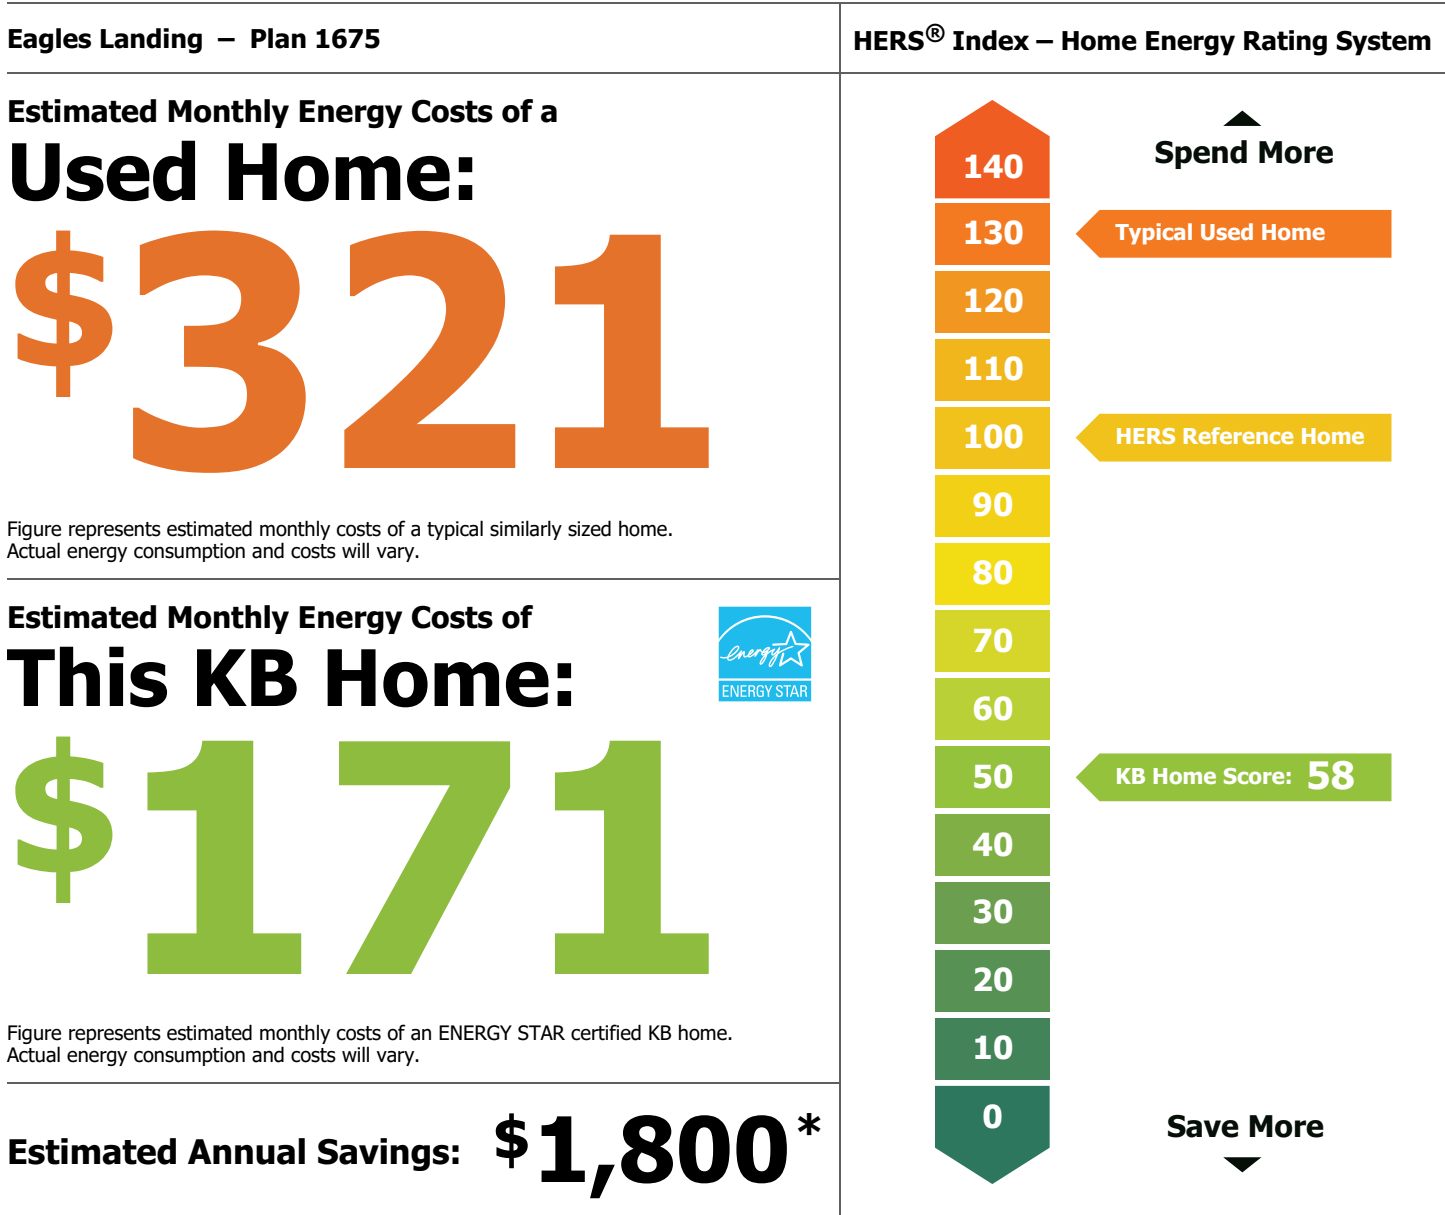 Eagles Landing – Plan 1675
Estimated Monthly Energy Costs of a
Used Home:
$321
Figure represents estimated monthly costs of a typical similarly sized home.
Actual energy consumption and costs will vary.
Estimated Monthly Energy Costs of
This KB Home:
energy
ENERGY STAR
$171
Figure represents estimated monthly costs of an ENERGY STAR certified KB home.
Actual energy consumption and costs will vary.
Estimated Annual Savings: $1,800*
HERS® Index – Home Energy Rating System
Spend More
140
130
Typical Used Home
120
110
100
HERS Reference Home
90
80
70
60
50
KB Home Score: 58
40
30
20
10
0
Save More